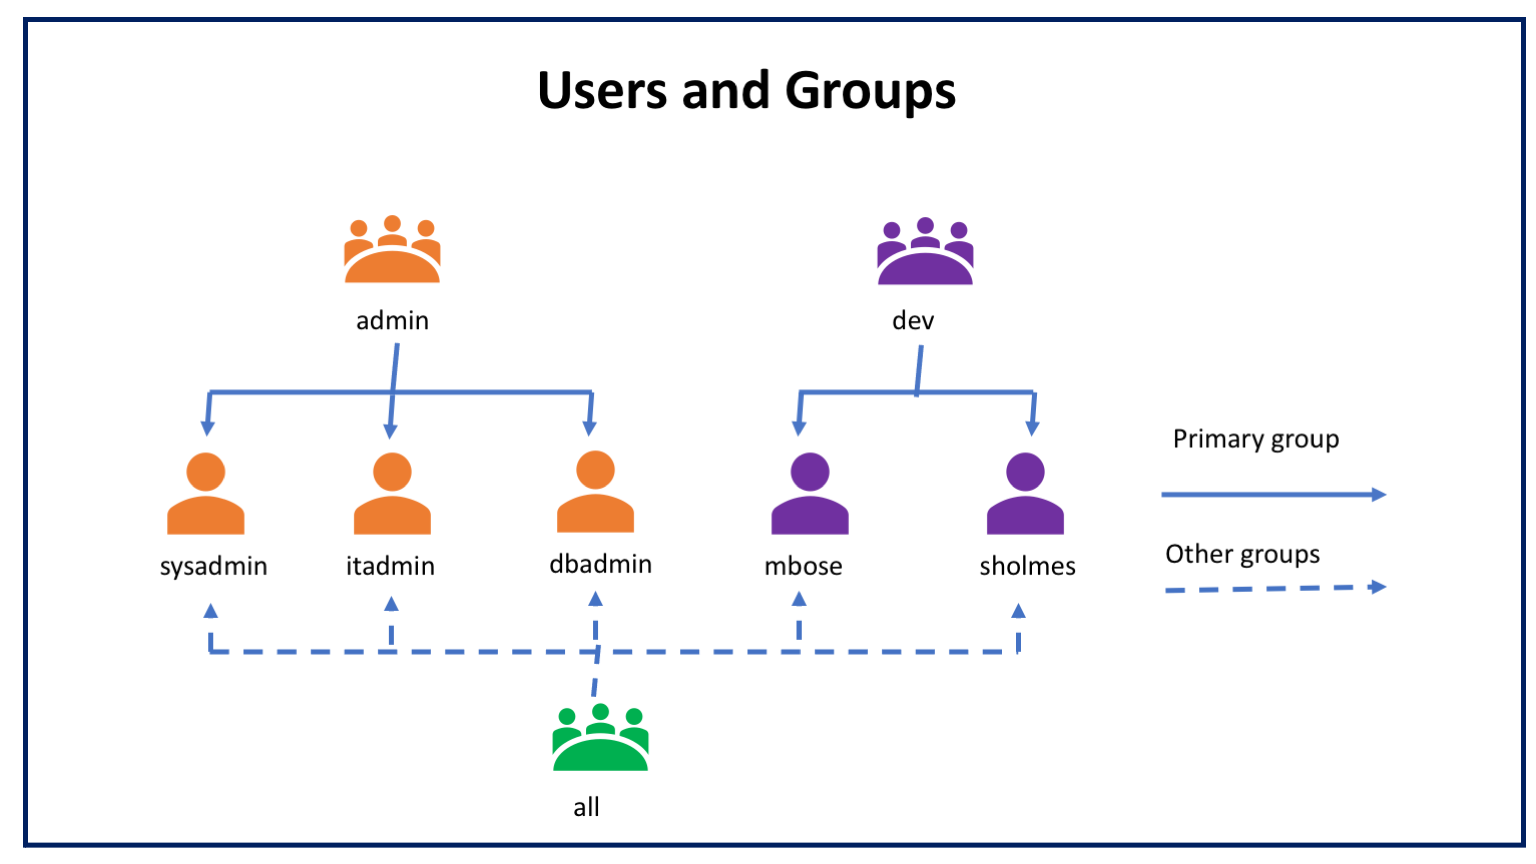 Users and Groups
admin
dev
Primary group
Other groups
sysadmin
itadmin
dbadmin
mbose
sholmes
all